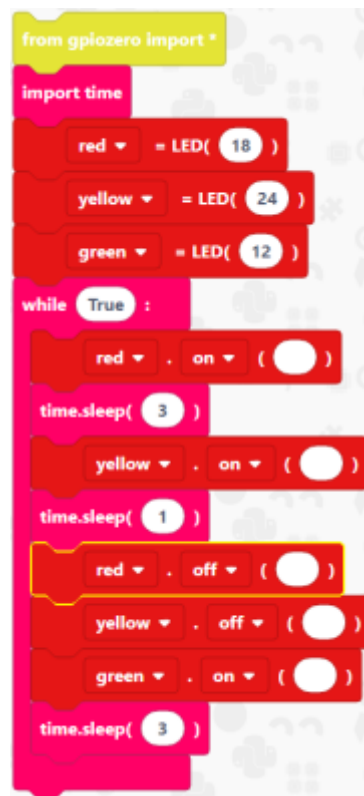 from gpiozero import *
import time
red = LED( 18 )
yellow = LED( 24 )
green = LED( 12 )
while True :
red . on ( )
time.sleep( 3 )
yellow . on ( )
time.sleep( 1 )
red . off ( )
yellow . off ( )
green . on ( )
time.sleep( 3 )